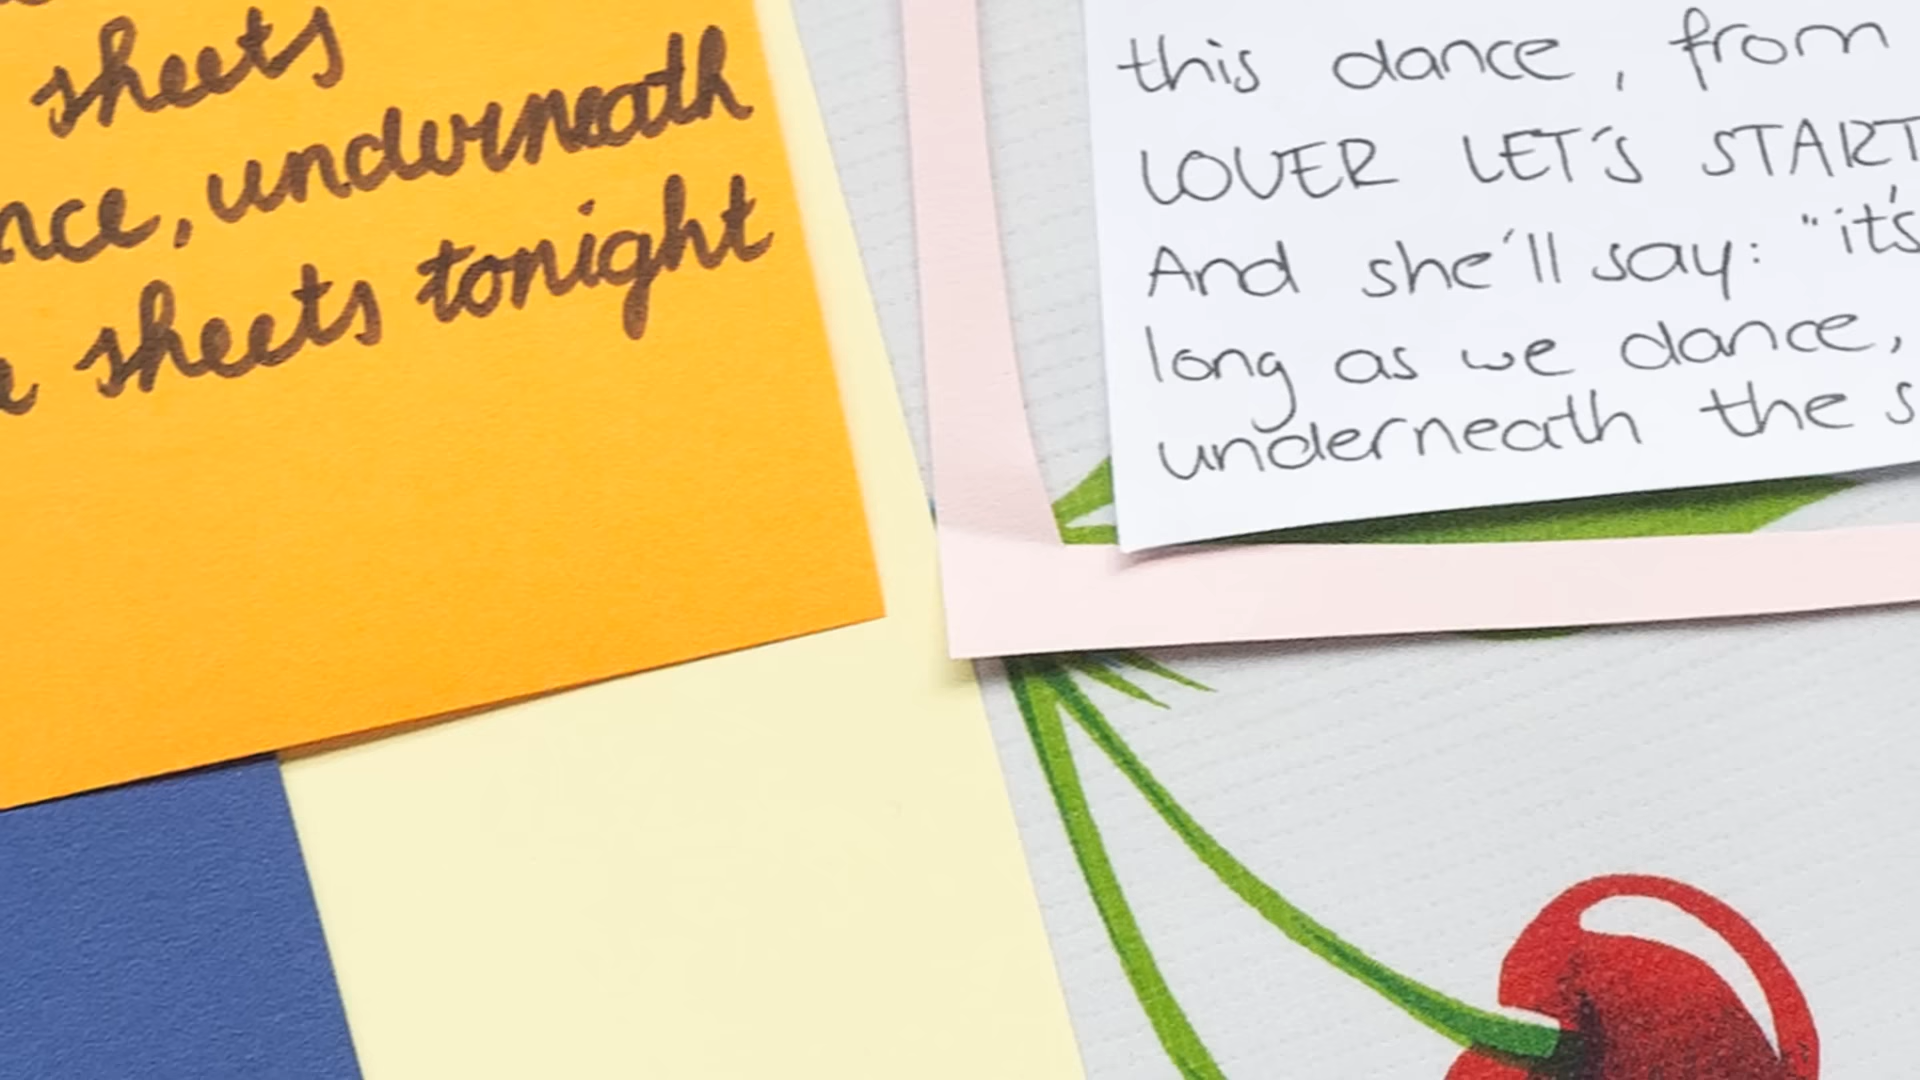 sheets
nce, underneath
sheets tonight
this dance, from
LOVER LET'S START
And she'll say: "it's
long as we dance,
underneath the s